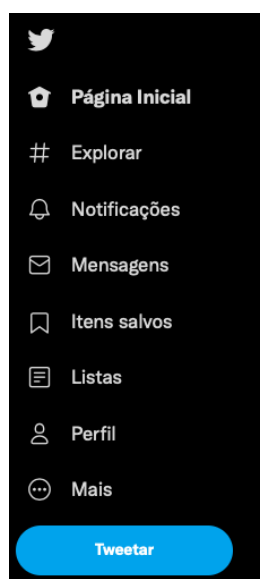 Página Inicial
Explorar
Notificações
Mensagens
Itens salvos
Listas
Perfil
Mais
Tweetar